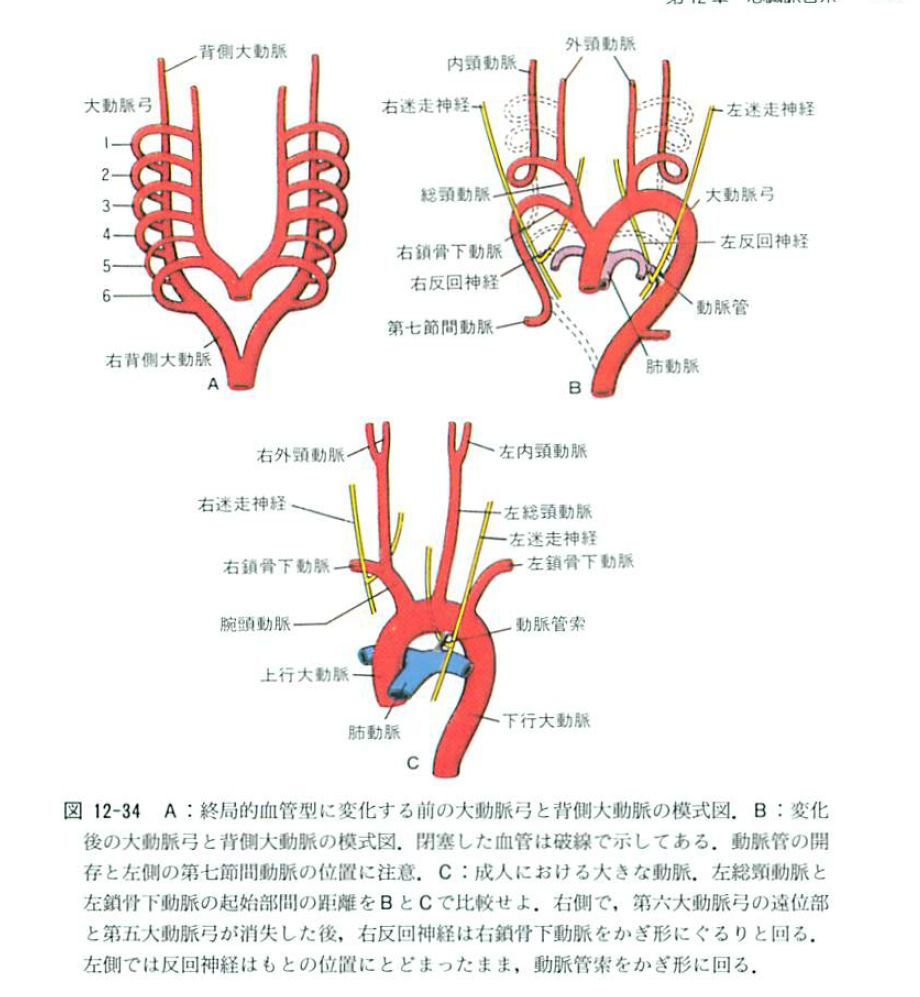 背側大動脈
大動脈弓
1
2
3
4
5
6
右背側大動脈
A
外頸動脈
内頸動脈
右迷走神経
左迷走神経
総頸動脈
大動脈弓
右鎖骨下動脈
左反回神経
右反回神経
動脈管
第七節間動脈
肺動脈
B
右外頸動脈
左内頸動脈
右迷走神経
左総頸動脈
左迷走神経
右鎖骨下動脈
左鎖骨下動脈
腕頭動脈
動脈管索
上行大動脈
肺動脈
下行大動脈
C
図 12-34 A：終局的血管型に変化する前の大動脈弓と背側大動脈の模式図．B：変化
後の大動脈弓と背側大動脈の模式図．閉塞した血管は破線で示してある．動脈管の開
存と左側の第七節間動脈の位置に注意．C：成人における大きな動脈．左総頸動脈と
左鎖骨下動脈の起始部間の距離をBとCで比較せよ．右側で，第六大動脈弓の遠位部
と第五大動脈弓が消失した後，右反回神経は右鎖骨下動脈をかぎ形にぐるりと回る．
左側では反回神経はもとの位置にとどまったまま，動脈管索をかぎ形に回る．